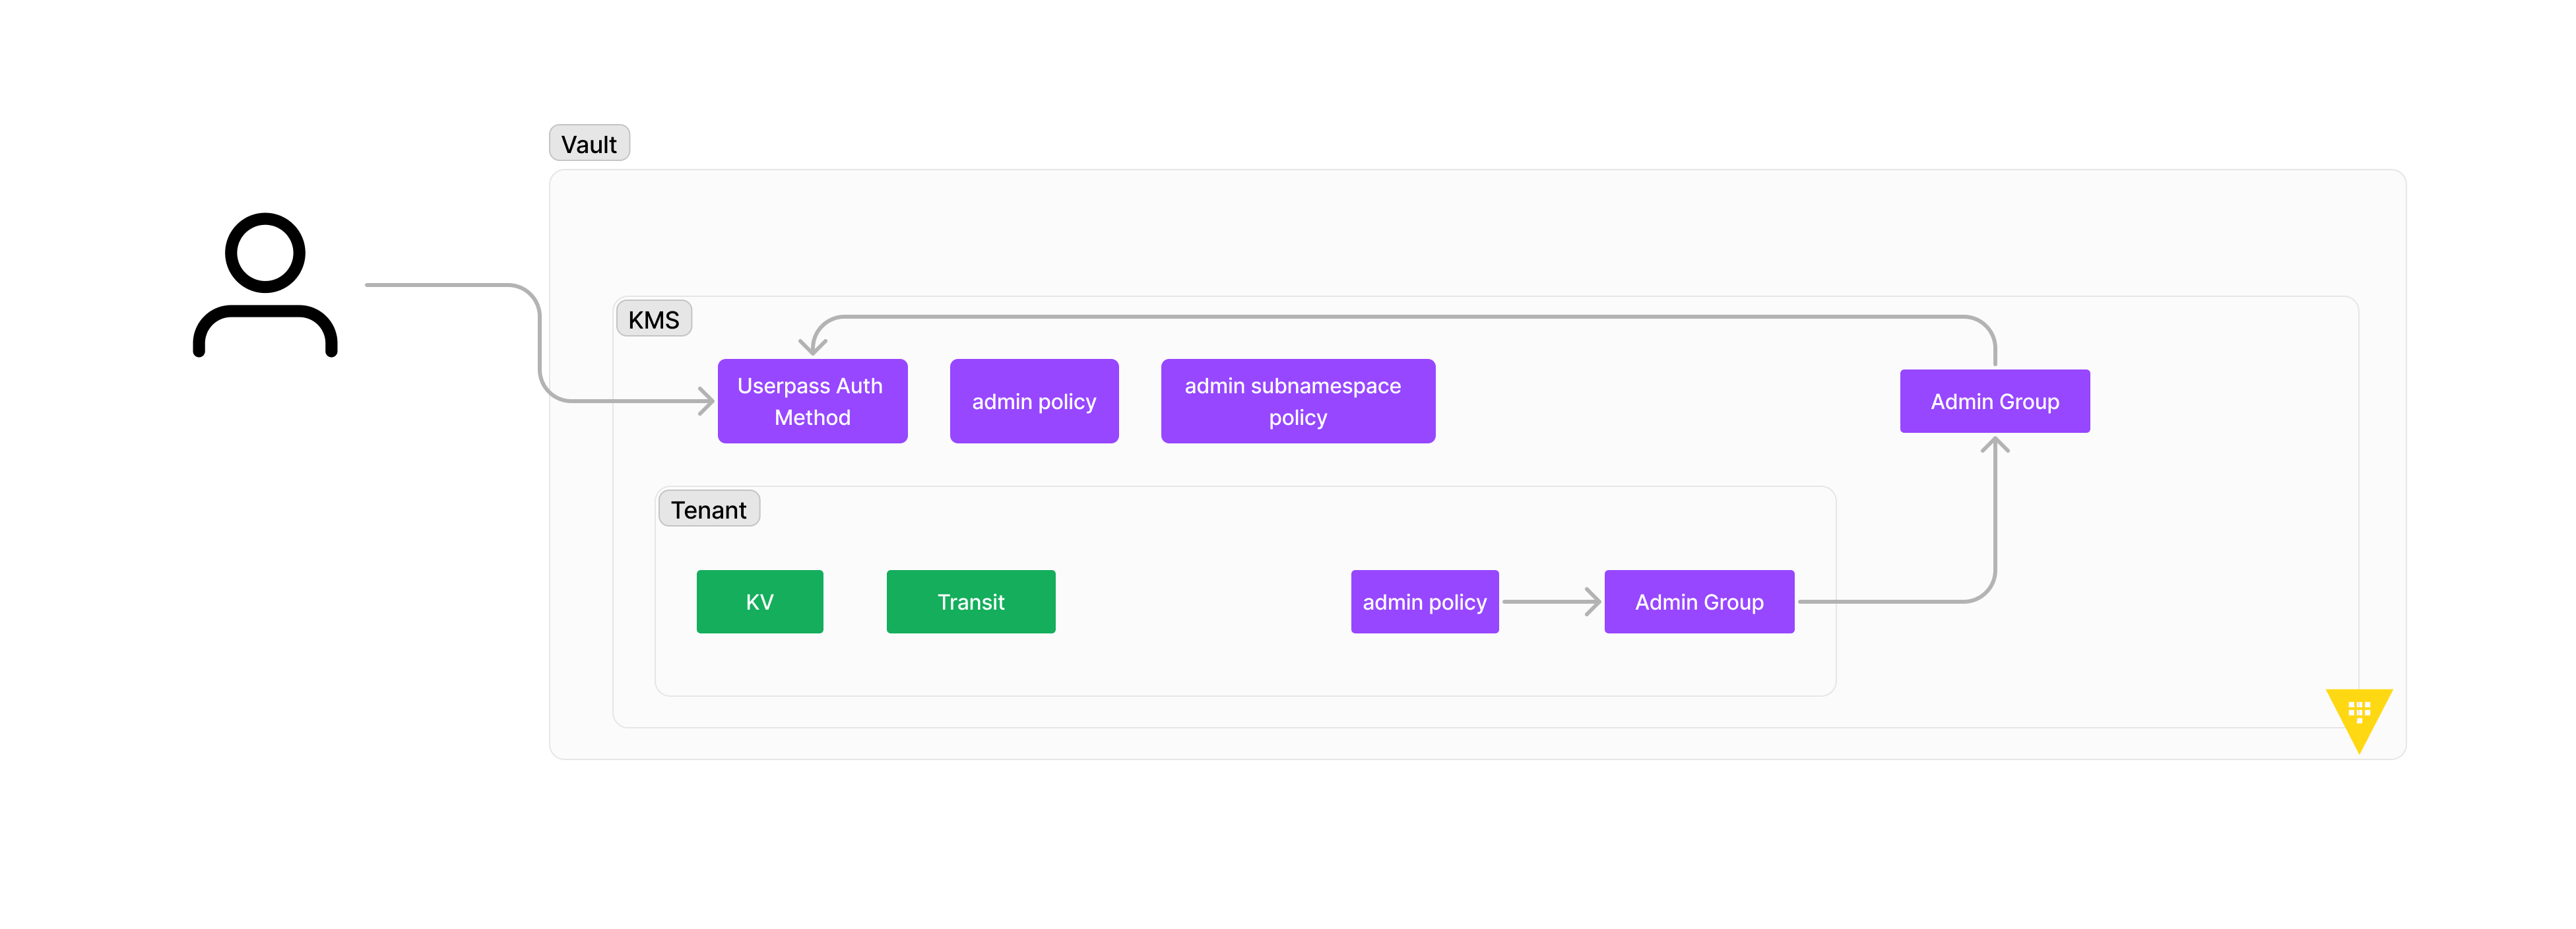 Vault
KMS
Userpass Auth
Method
admin policy
admin subnamespace
policy
Admin Group
Tenant
KV
Transit
admin policy
Admin Group